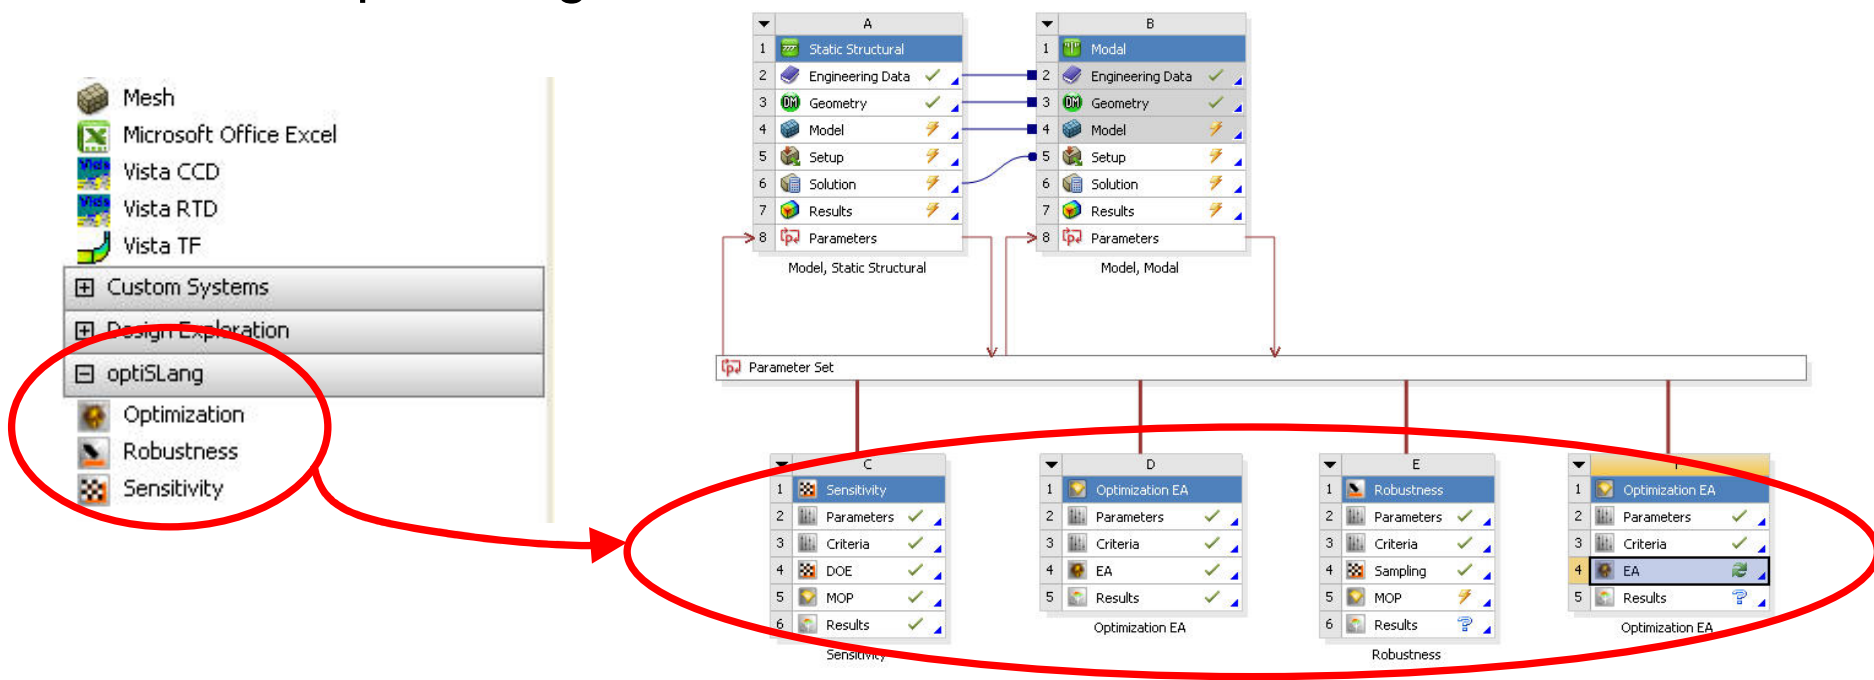 Mesh
Microsoft Office Excel
Vista CCD
Vista RTD
Vista TF
Custom Systems
Design Exploration
optiSLang
Optimization
Robustness
Sensitivity
A
1 Static Structural
2 Engineering Data
3 Geometry
4 Model
5 Setup
6 Solution
7 Results
8 Parameters
Model, Static Structural
B
1 Modal
2 Engineering Data
3 Geometry
4 Model
5 Setup
6 Solution
7 Results
8 Parameters
Model, Modal
Parameter Set
C
1 Sensitivity
2 Parameters
3 Criteria
4 DOE
5 MOP
6 Results
Sensitivity
D
1 Optimization EA
2 Parameters
3 Criteria
4 EA
5 Results
Optimization EA
E
1 Robustness
2 Parameters
3 Criteria
4 Sampling
5 MOP
6 Results
Robustness
F
1 Optimization EA
2 Parameters
3 Criteria
4 EA
5 Results
Optimization EA